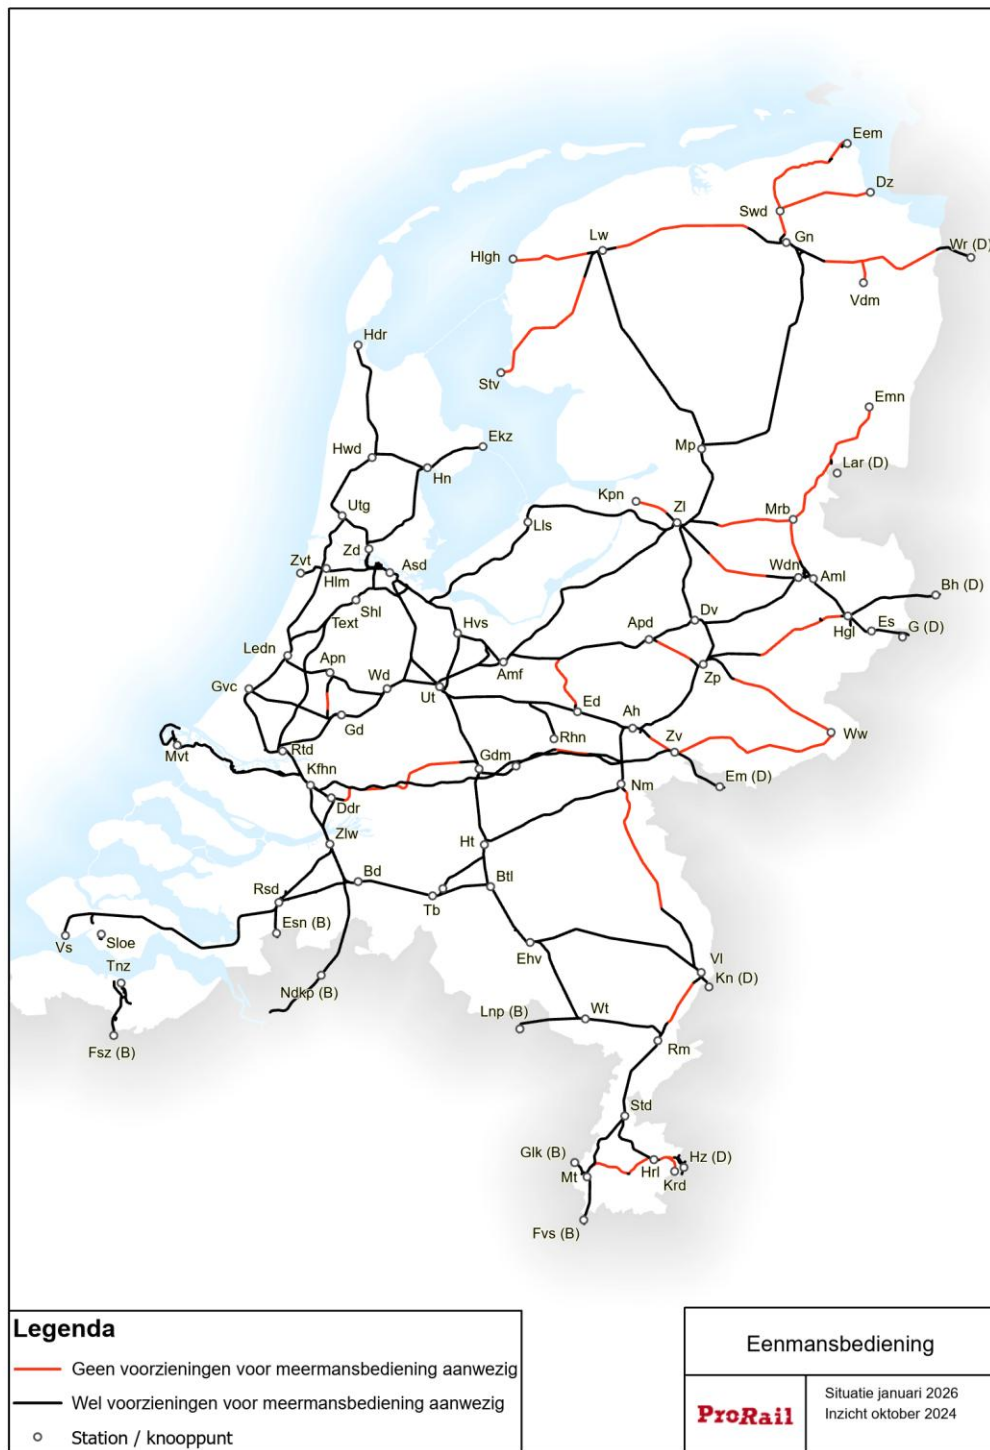 Eem
Dz
Swd
Gn
Lw
Hlgh
Wr (D)
Vdm
Hdr
Stv
Emn
Ekz
Hwd
Mp
Hn
Lar (D)
Kpn
Zl
Mrb
Utg
Lls
Zd
Zvt
Asd
Hlm
Wdn
Aml
Bh (D)
Shl
Text
Hvs
Apd
Dv
Es
G (D)
Hgl
Ledn
Apn
Wd
Amf
Zp
Gvc
Ut
Gd
Ed
Ah
Rhn
Zv
Ww
Mvt
Rtd
Kfhn
Gdm
Em (D)
Nm
Ddr
Zlw
Ht
Bd
Btl
Rsd
Tb
Esn (B)
Vs
Sloe
Ehv
Vl
Tnz
Kn (D)
Ndkp (B)
Lnp (B)
Wt
Fsz (B)
Rm
Std
Glk (B)
Hz (D)
Mt
Hrl
Krd
Fvs (B)
Legenda
Geen voorzieningen voor meermansbediening aanwezig
Wel voorzieningen voor meermansbediening aanwezig
Station / knooppunt
Eenmansbediening
ProRail
Situatie januari 2026
Inzicht oktober 2024